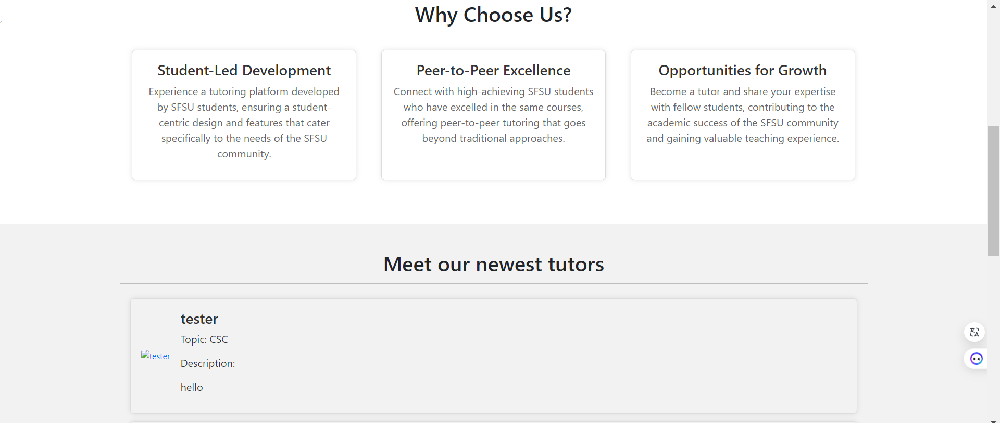 Why Choose Us?
,
Student-Led Development
Experience a tutoring platform developed
by SFSU students, ensuring a student-
centric design and features that cater
specifically to the needs of the SFSU
community.
Peer-to-Peer Excellence
Connect with high-achieving SFSU students
who have excelled in the same courses,
offering peer-to-peer tutoring that goes
beyond traditional approaches.
Opportunities for Growth
Become a tutor and share your expertise
with fellow students, contributing to the
academic success of the SFSU community
and gaining valuable teaching experience.
Meet our newest tutors
tester
tester
Topic: CSC
Description:
hello